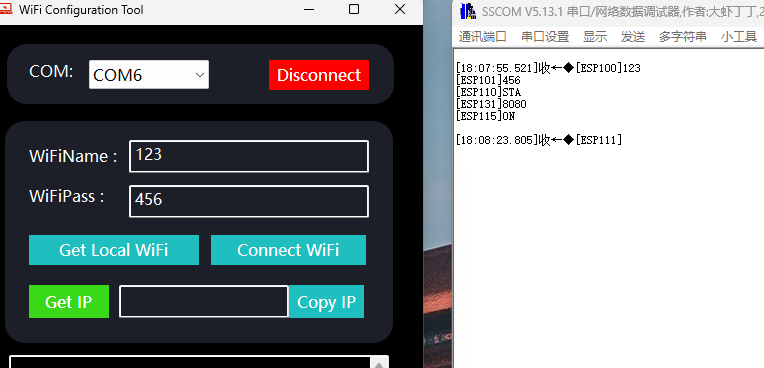 WiFi Configuration Tool
COM:
COM6
Disconnect
WiFiName :
123
WiFiPass :
456
Get Local WiFi
Connect WiFi
Get IP
Copy IP
SSCOM V5.13.1 串口/网络数据调试器,作者:大虾丁丁,2
通讯端口 串口设置 显示 发送 多字符串 小工具
[18:07:55.521]收←◆[ESP100]123
[ESP101]456
[ESP110]STA
[ESP131]8080
[ESP115]ON
[18:08:23.805]收←◆[ESP111]